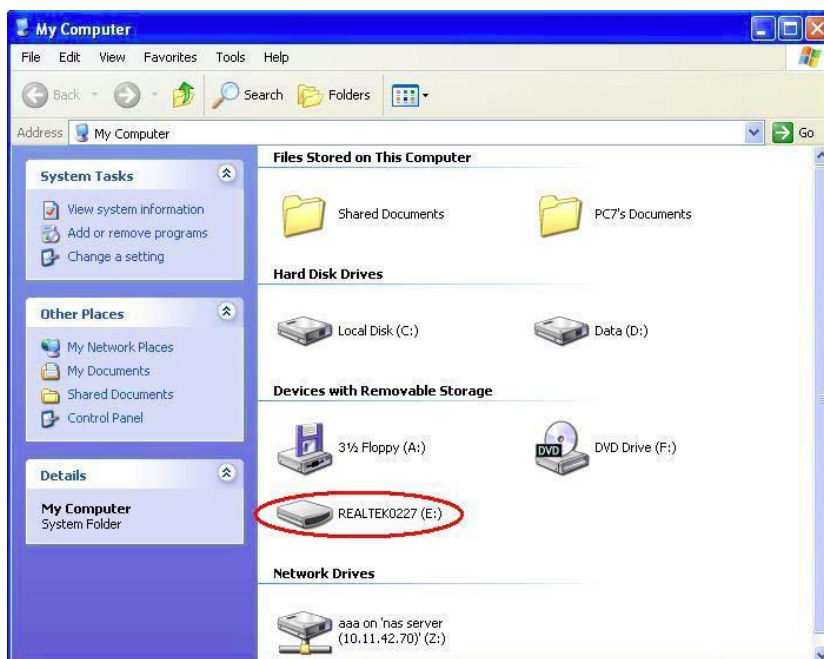 My Computer
File Edit View Favorites Tools Help
Back Search Folders
Address My Computer Go
System Tasks
View system information
Add or remove programs
Change a setting
Other Places
My Network Places
My Documents
Shared Documents
Control Panel
Details
My Computer
System Folder
Files Stored on This Computer
Shared Documents PC7's Documents
Hard Disk Drives
Local Disk (C:) Data (D:)
Devices with Removable Storage
3½ Floppy (A:) DVD DVD Drive (F:)
REALTEK0227 (E:)
Network Drives
aaa on 'nas server
(10.11.42.70)' (Z:)